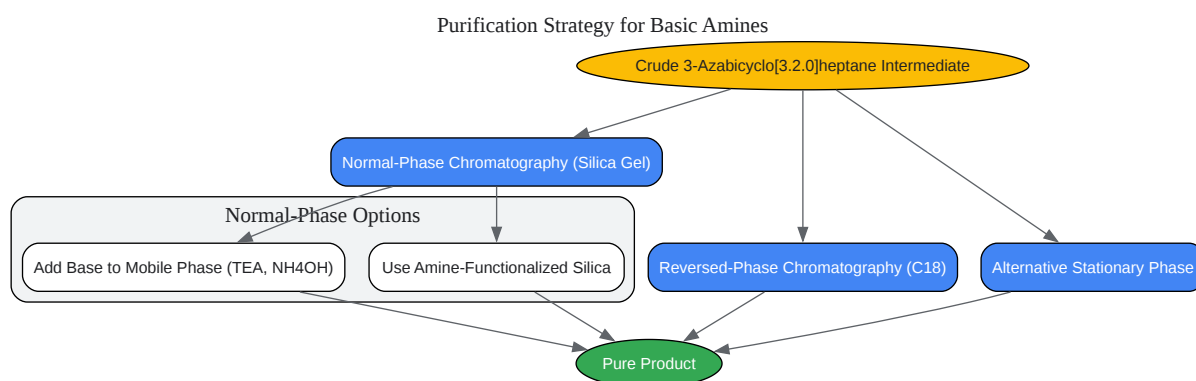 Purification Strategy for Basic Amines
Crude 3-Azabicyclo[3.2.0]heptane Intermediate
Normal-Phase Chromatography (Silica Gel)
Normal-Phase Options
Add Base to Mobile Phase (TEA, NH4OH)
Use Amine-Functionalized Silica
Reversed-Phase Chromatography (C18)
Alternative Stationary Phase
Pure Product